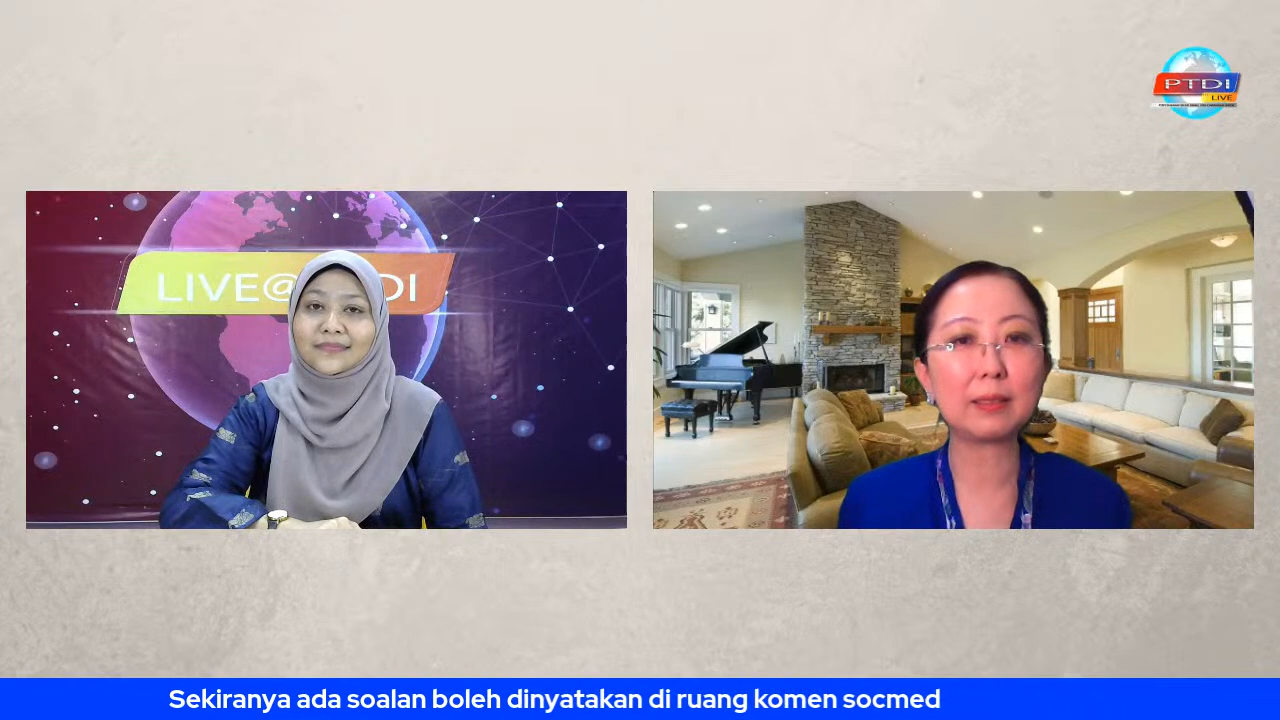 PTDI
LIVE
LIVE@
DI
Sekiranya ada soalan boleh dinyatakan di ruang komen socmed